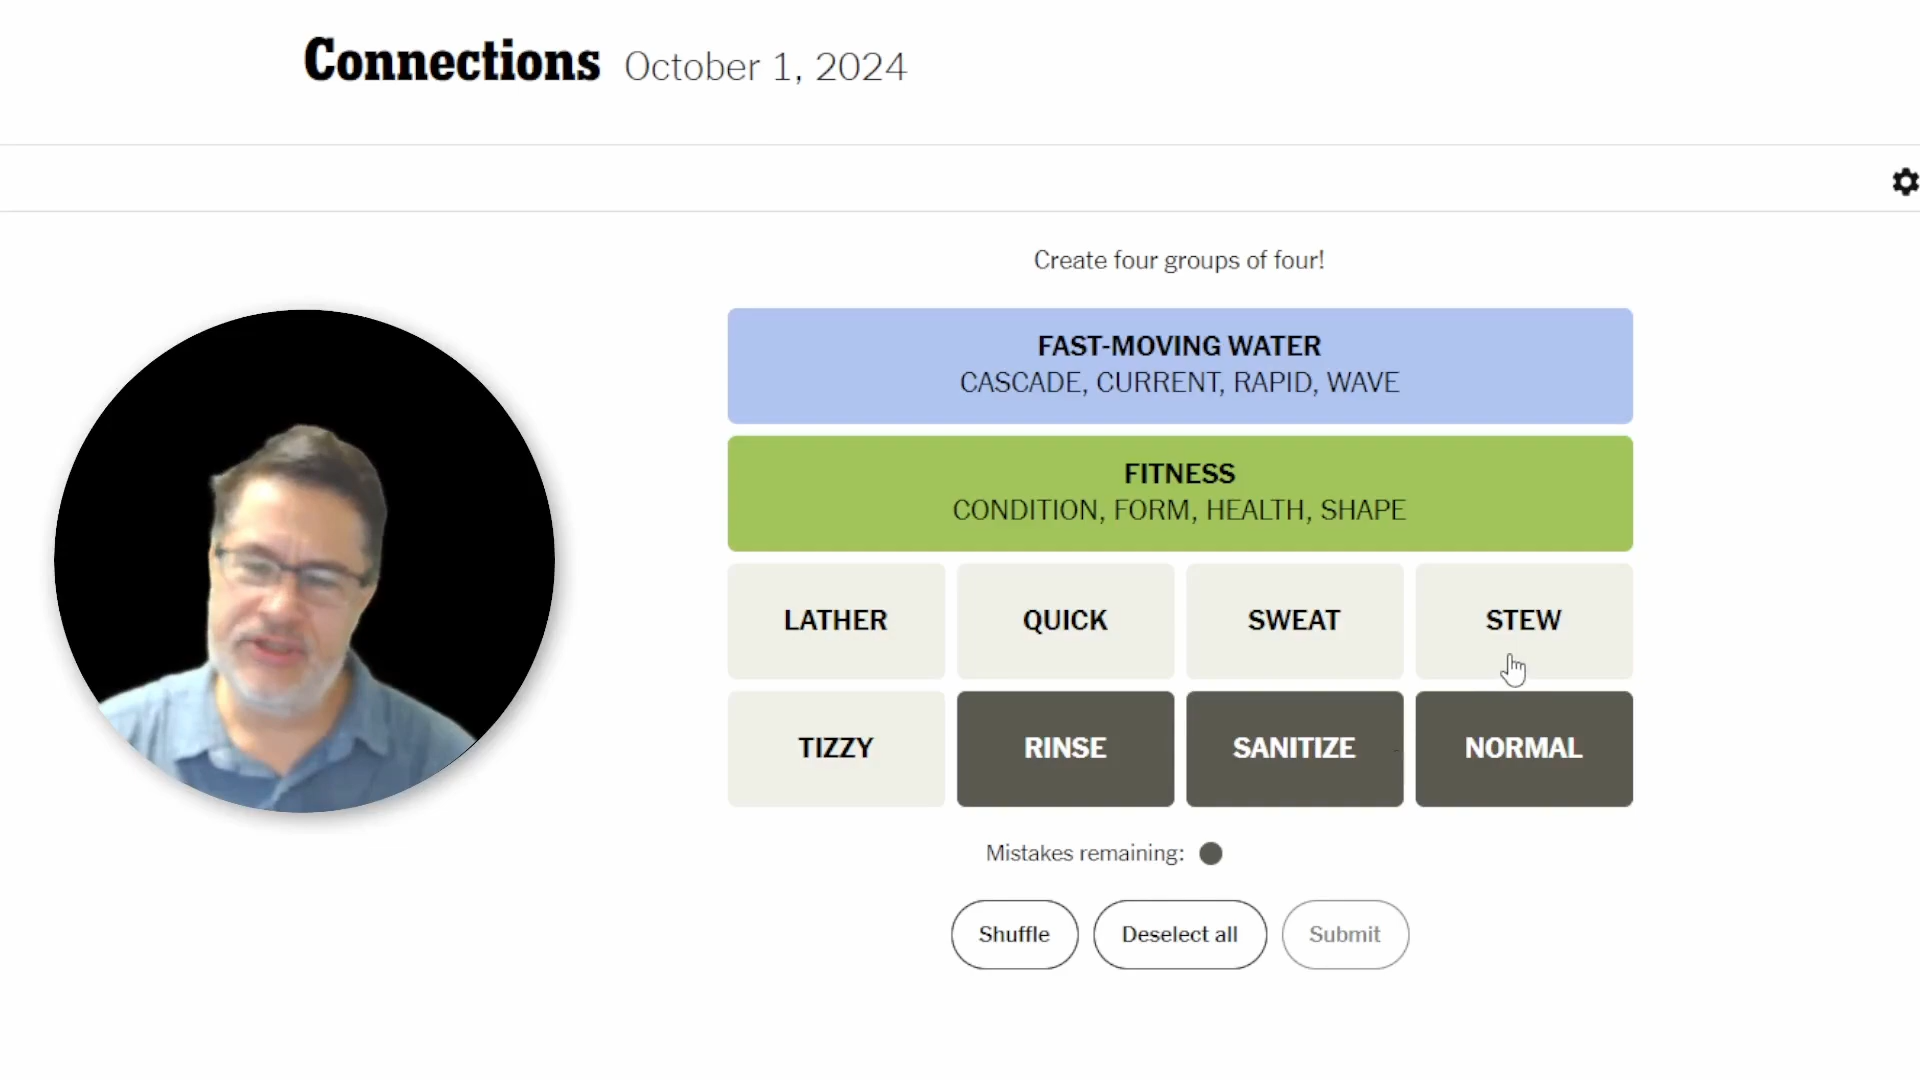 Connections October 1, 2024
Create four groups of four!
FAST-MOVING WATER
CASCADE, CURRENT, RAPID, WAVE
FITNESS
CONDITION, FORM, HEALTH, SHAPE
LATHER QUICK SWEAT STEW
TIZZY RINSE SANITIZE NORMAL
Mistakes remaining:
Shuffle Deselect all Submit